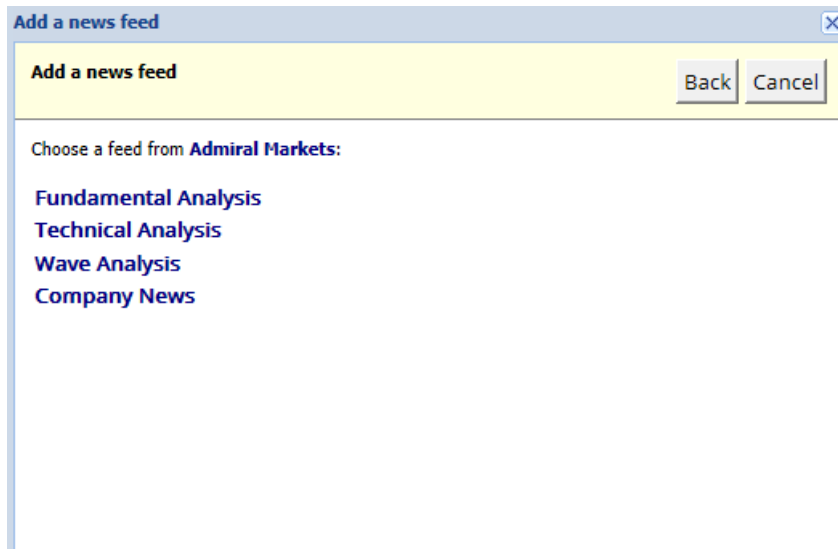 Add a news feed
Add a news feed
Back Cancel
Choose a feed from Admiral Markets:
Fundamental Analysis
Technical Analysis
Wave Analysis
Company News